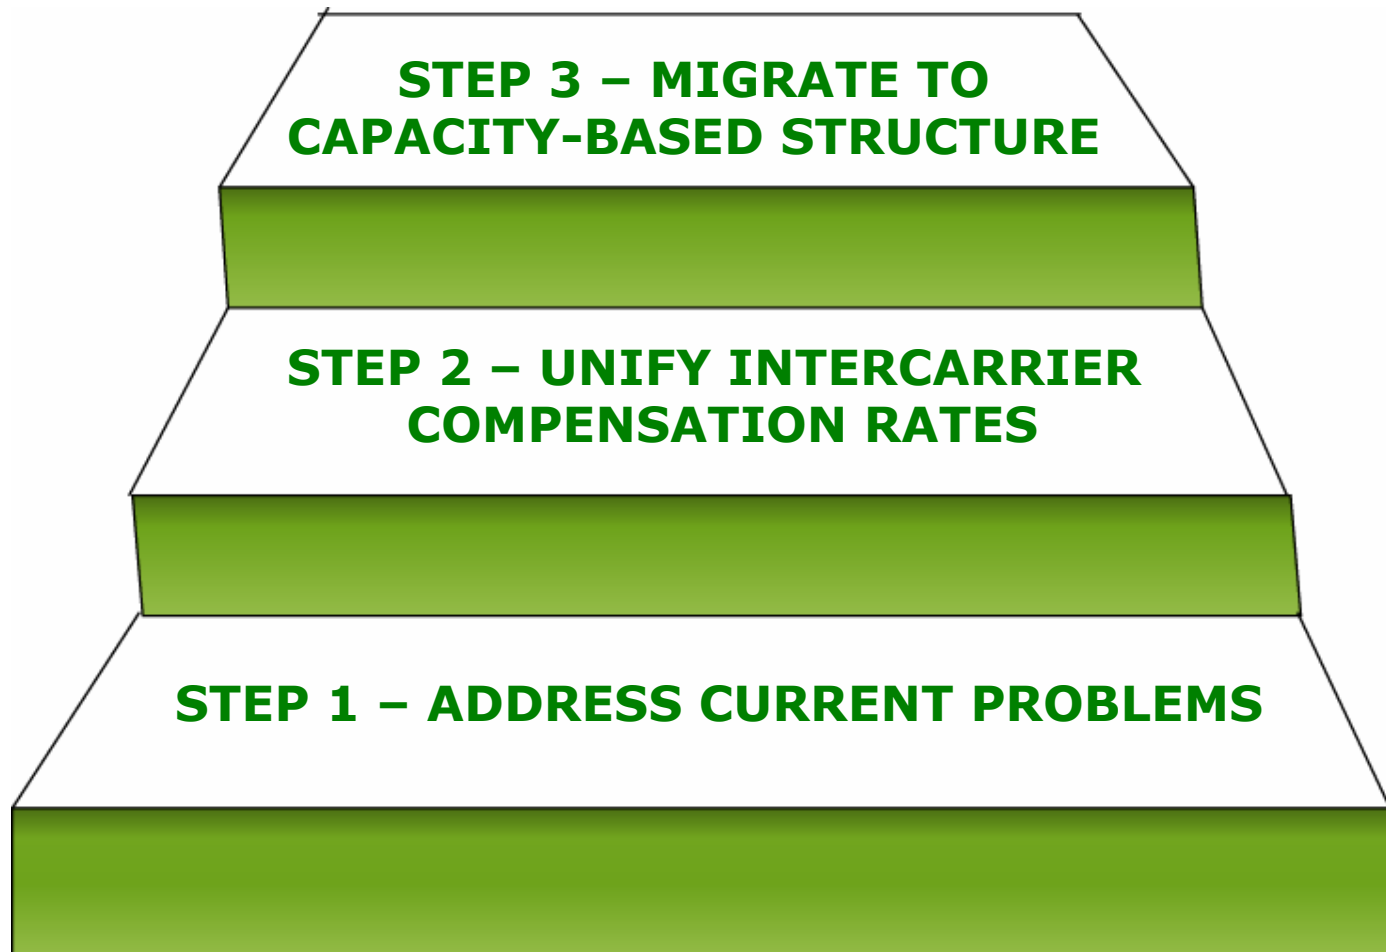 STEP 3 – MIGRATE TO
CAPACITY-BASED STRUCTURE
STEP 2 – UNIFY INTERCARRIER
COMPENSATION RATES
STEP 1 – ADDRESS CURRENT PROBLEMS